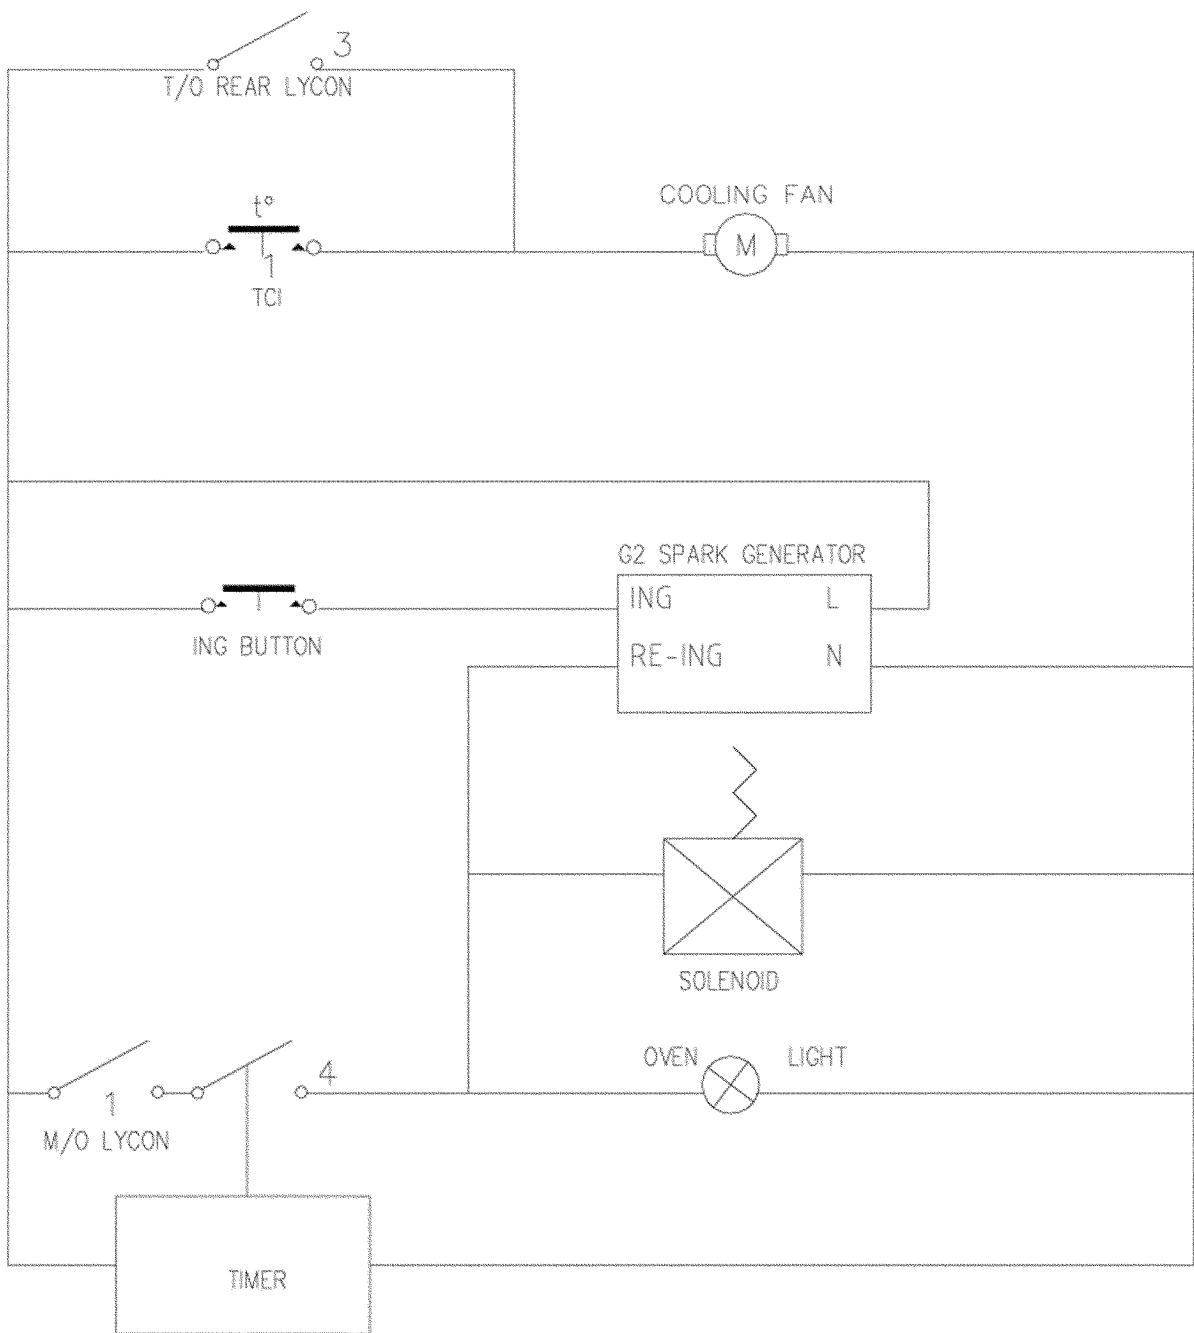 3
T/O REAR LYCON
t°
1
TCI
COOLING FAN
M
G2 SPARK GENERATOR
ING L
RE-ING N
ING BUTTON
SOLENOID
OVEN LIGHT
4
1
M/O LYCON
TIMER